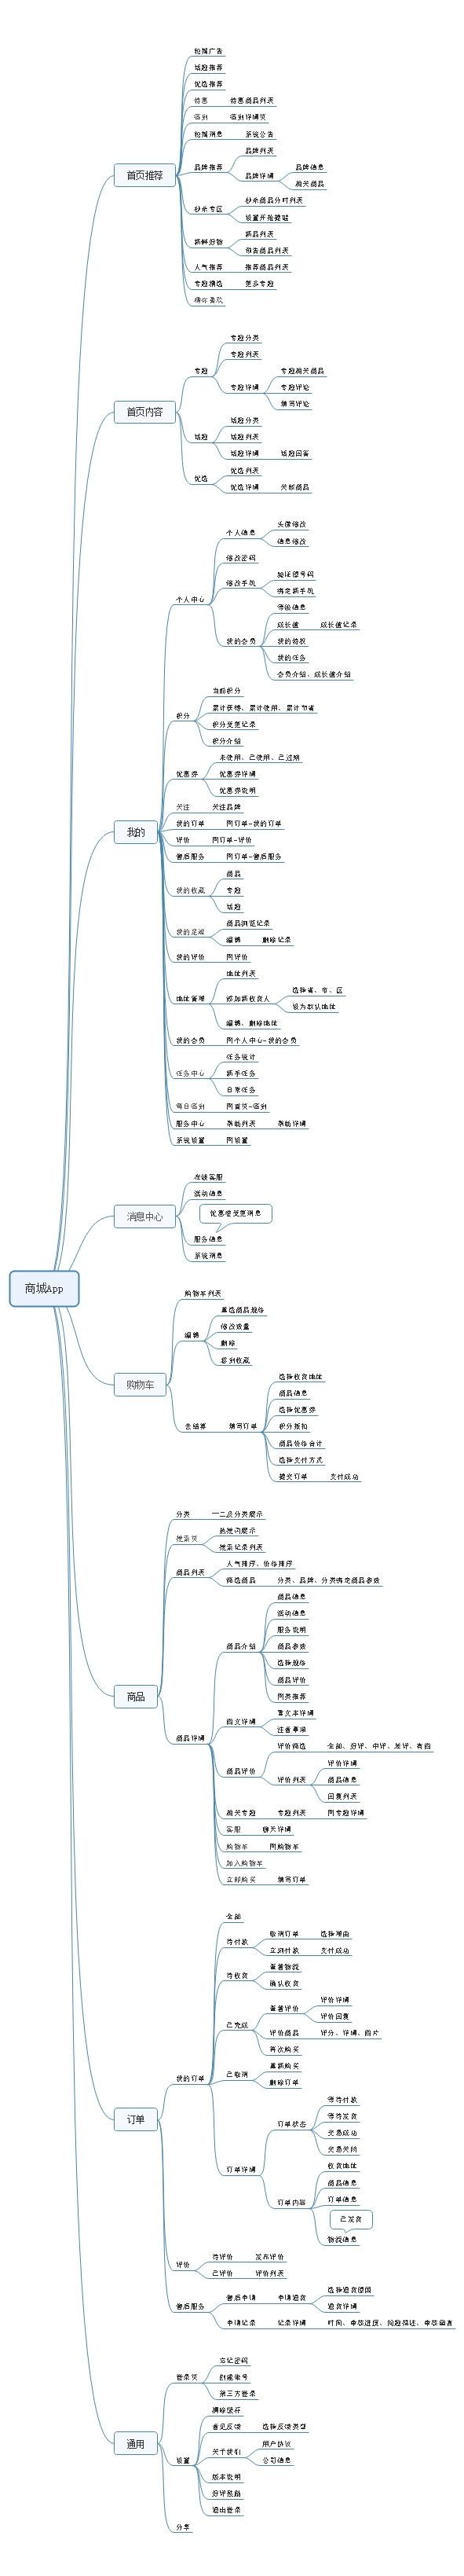 商城App
首页推荐
轮播广告
话题推荐
优选推荐
特惠 特惠商品列表
签到 签到详情页
轮播消息 系统公告
品牌推荐
品牌列表
品牌详情
品牌信息
相关商品
秒杀专区
秒杀商品分时列表
设置开抢提醒
新鲜好物
新品列表
预告商品列表
人气推荐 推荐商品列表
专题精选 更多专题
猜你喜欢
首页内容
专题
专题分类
专题列表
专题详情
专题相关商品
专题评论
填写评论
话题
话题分类
话题列表
话题详情 话题回答
优选
优选列表
优选详情 关联商品
我的
个人中心
个人信息
头像修改
信息修改
修改密码
修改手机
验证原号码
绑定新手机
我的会员
等级信息
成长值 成长值记录
我的特权
我的任务
会员介绍、成长值介绍
积分
当前积分
累计获得、累计使用、累计节省
积分变更记录
积分介绍
优惠券
未使用、已使用、已过期
优惠券详情
优惠券说明
关注 关注品牌
我的订单 同订单-我的订单
评价 同订单-评价
售后服务 同订单-售后服务
我的收藏
商品
专题
话题
我的足迹
商品浏览记录
编辑 删除记录
我的评价 同评价
地址管理
地址列表
添加新收货人
选择省、市、区
设为默认地址
编辑、删除地址
我的会员 同个人中心-我的会员
任务中心
任务统计
新手任务
日常任务
每日签到 同首页-签到
服务中心 帮助列表 帮助详情
系统设置 同设置
消息中心
在线客服
活动信息
优惠券变更消息
服务信息
系统消息
购物车
购物车列表
编辑
重选商品规格
修改数量
删除
移到收藏
去结算 填写订单
选择收货地址
商品信息
选择优惠券
积分抵扣
商品价格合计
选择支付方式
提交订单 支付成功
商品
分类 一二级分类展示
搜索页
热搜词展示
搜索记录列表
商品列表
人气排序、价格排序
筛选商品 分类、品牌、分类绑定商品参数
商品详情
商品介绍
商品信息
活动信息
服务说明
商品参数
选择规格
商品评价
同类推荐
图文详情
富文本详情
注意事项
商品评价
评价筛选 全部、好评、中评、差评、有图
评价列表
评价详情
商品信息
回复列表
相关专题 专题列表 同专题详情
客服 聊天详情
购物车 同购物车
加入购物车
立即购买 填写订单
订单
我的订单
全部
待付款
取消订单 选择理由
立即付款 支付成功
待收货
查看物流
确认收货
已完成
查看评价
评价详情
评价回复
评价商品 评分、详情、图片
再次购买
已取消
重新购买
删除订单
订单详情
订单状态
等待付款
等待发货
交易成功
交易关闭
订单内容
收货地址
商品信息
订单信息
已发货
物流信息
评价
待评价 发布评价
已评价 评价列表
售后服务
售后申请 申请退货
选择退货原因
退货详情
申请记录 记录详情 时间、审核进度、问题描述、审核留言
通用
登录页
忘记密码
创建账号
第三方登录
设置
清除缓存
意见反馈 选择反馈类型
关于我们
用户协议
公司信息
版本说明
好评鼓励
退出登录
分享